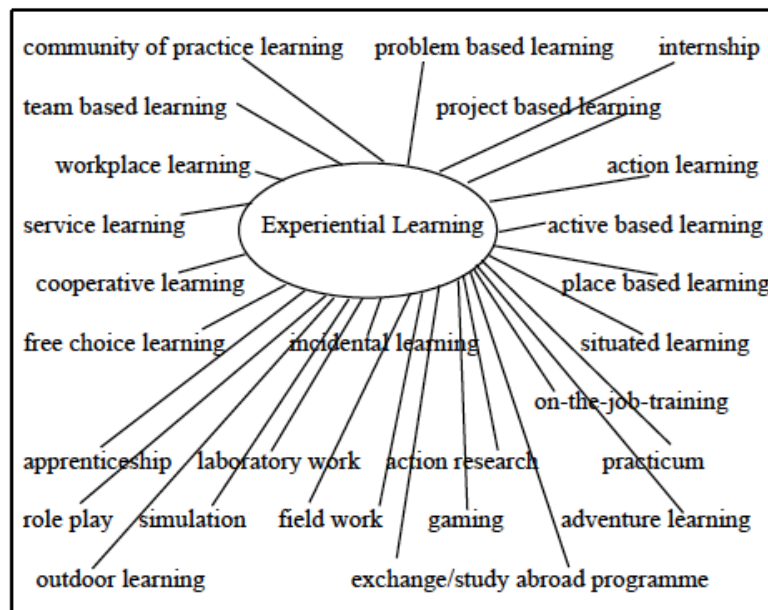 community of practice learning problem based learning internship
team based learning project based learning
workplace learning action learning
service learning Experiential Learning active based learning
cooperative learning place based learning
free choice learning incidental learning situated learning
on-the-job-training
apprenticeship laboratory work action research practicum
role play simulation field work gaming adventure learning
outdoor learning exchange/study abroad programme